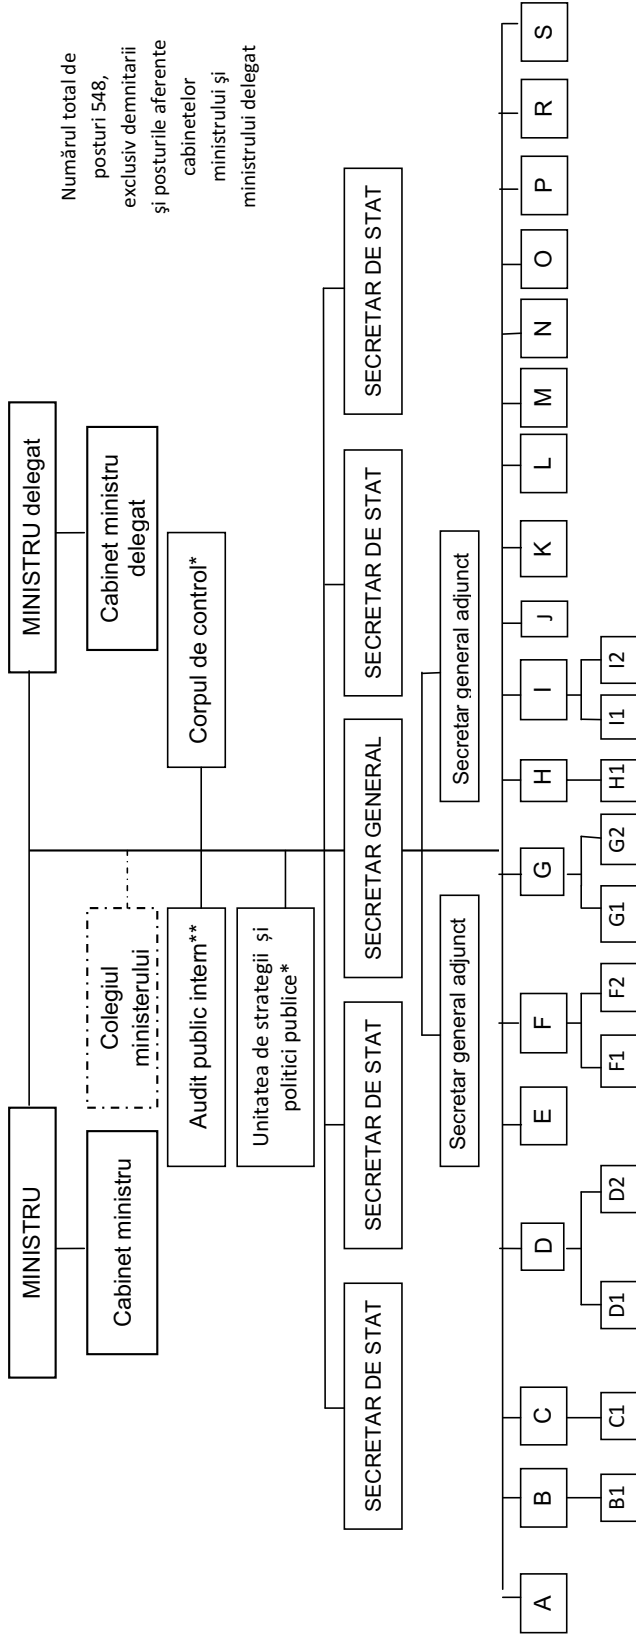 MINISTRU
MINISTRU delegat
Numărul total de
posturi 548,
exclusiv demnitarii
şi posturile aferente
cabinetelor
ministrului şi
ministrului delegat
Cabinet ministru
Colegiul
ministerului
Cabinet ministru
delegat
Audit public intern**
Corpul de control*
Unitatea de strategii și
politici publice*
SECRETAR DE STAT
SECRETAR DE STAT
SECRETAR GENERAL
SECRETAR DE STAT
SECRETAR DE STAT
Secretar general adjunct
Secretar general adjunct
A
B
C
D
E
F
G
H
I
J
K
L
M
N
O
P
R
S
B1
C1
D1
D2
F1
F2
G1
G2
H1
I1
I2